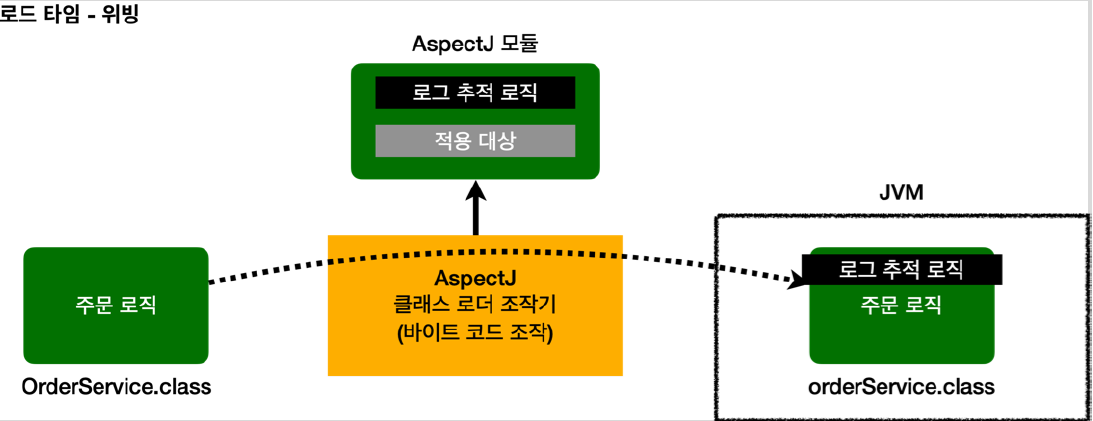 로드 타임 - 위빙
AspectJ 모듈
로그 추적 로직
적용 대상
JVM
주문 로직
OrderService.class
AspectJ
클래스 로더 조작기
(바이트 코드 조작)
로그 추적 로직
주문 로직
orderService.class